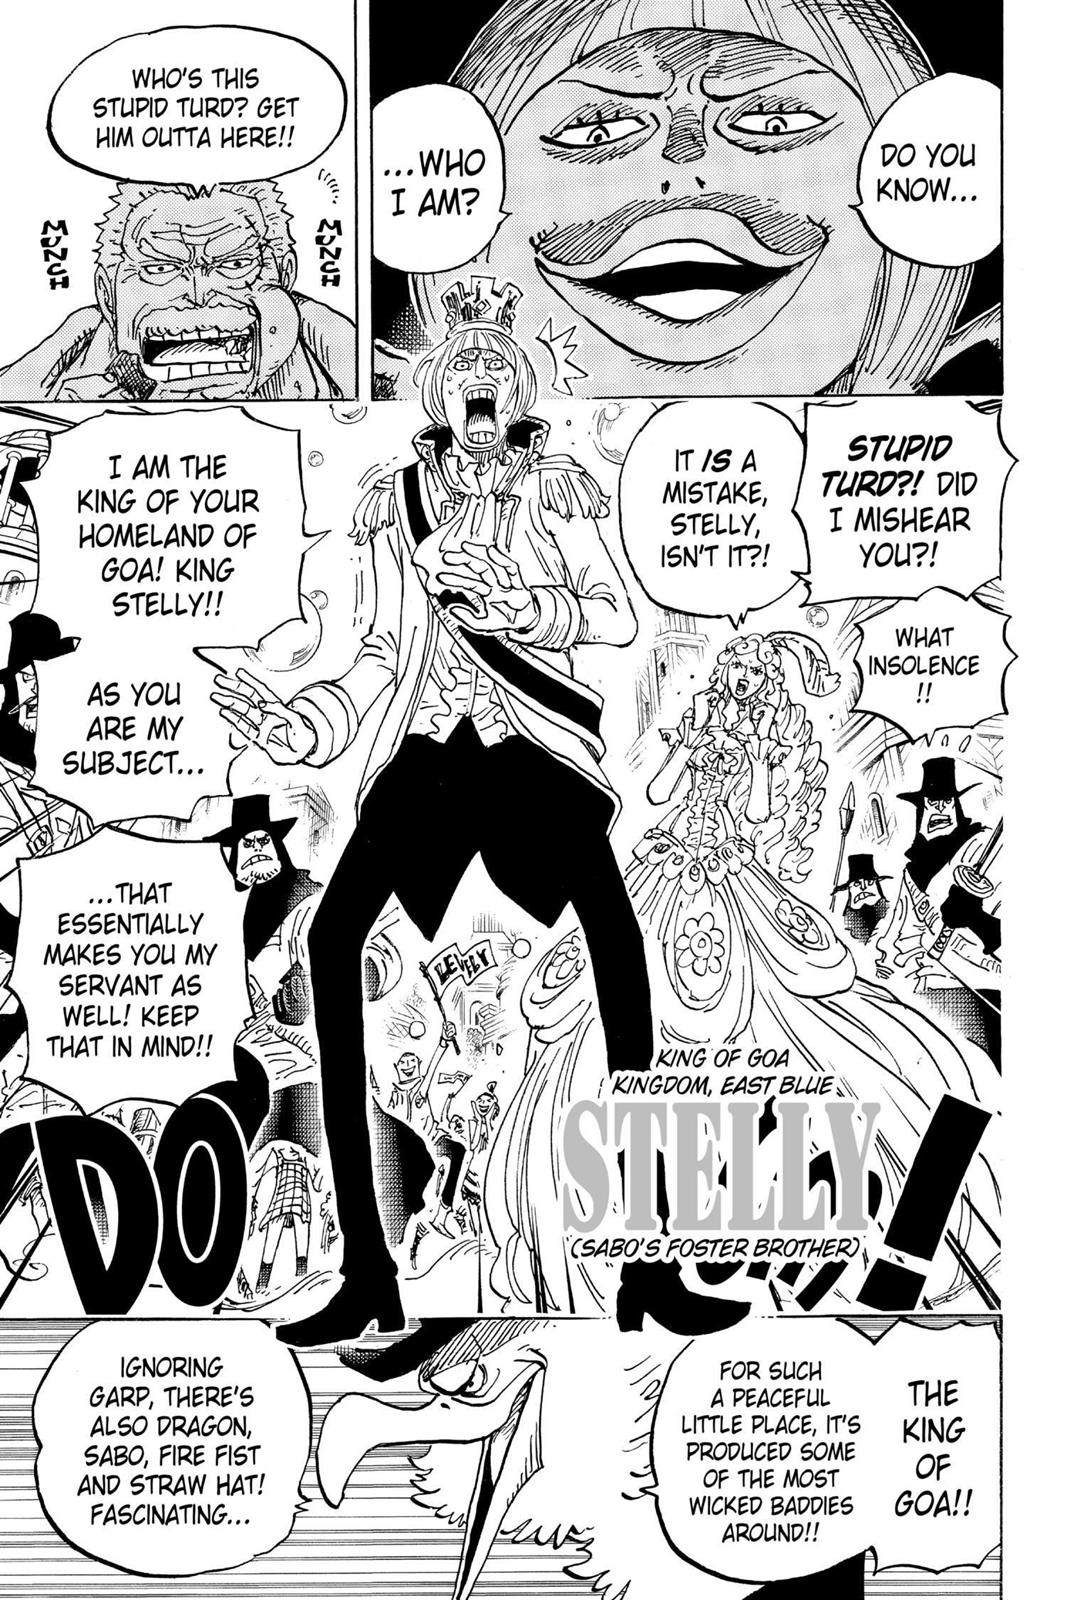 DO YOU
KNOW...
...WHO
I AM?
WHO'S THIS
STUPID TURD? GET
HIM OUTTA HERE!!
MUNCH
MUNCH
STUPID
TURD?! DID
I MISHEAR
YOU?!
IT IS A
MISTAKE,
STELLY,
ISN'T IT?!
WHAT
INSOLENCE
!!
I AM THE
KING OF YOUR
HOMELAND OF
GOA! KING
STELLY!!
AS YOU
ARE MY
SUBJECT...
...THAT
ESSENTIALLY
MAKES YOU MY
SERVANT AS
WELL! KEEP
THAT IN MIND!!
KING OF GOA
KINGDOM, EAST BLUE
STELLY
(SABO'S FOSTER BROTHER)
DO
!
THE
KING
OF
GOA!!
FOR SUCH
A PEACEFUL
LITTLE PLACE, IT'S
PRODUCED SOME
OF THE MOST
WICKED BADDIES
AROUND!!
IGNORING
GARP, THERE'S
ALSO DRAGON,
SABO, FIRE FIST
AND STRAW HAT!
FASCINATING...